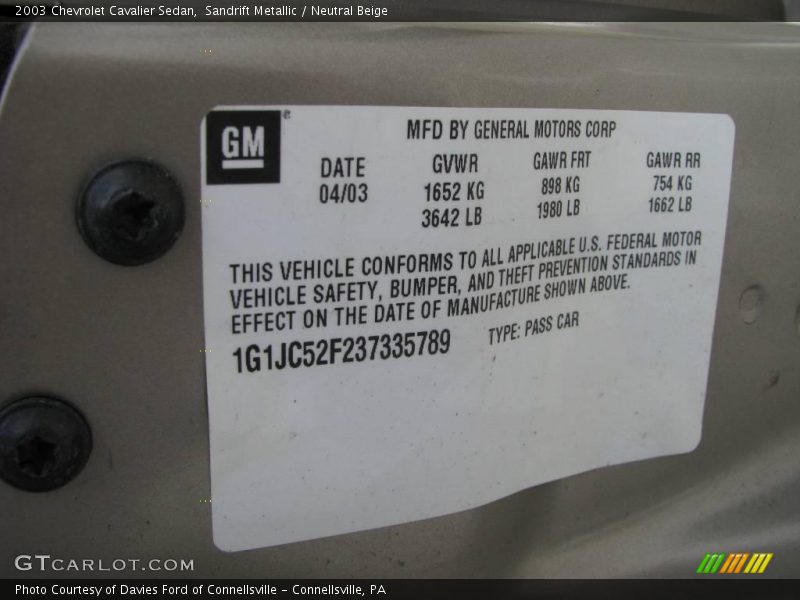 2003 Chevrolet Cavalier Sedan,  Sandrift Metallic / Neutral Beige
GM®
MFD BY GENERAL MOTORS CORP
DATE GVWR GAWR FRT GAWR RR
04/03 1652 KG 898 KG 754 KG
3642 LB 1980 LB 1662 LB
THIS VEHICLE CONFORMS TO ALL APPLICABLE U.S. FEDERAL MOTOR
VEHICLE SAFETY, BUMPER, AND THEFT PREVENTION STANDARDS IN
EFFECT ON THE DATE OF MANUFACTURE SHOWN ABOVE.
1G1JC52F237335789 TYPE: PASS CAR
GTCARLOT.COM
Photo Courtesy of Davies Ford of Connellsville - Connellsville, PA